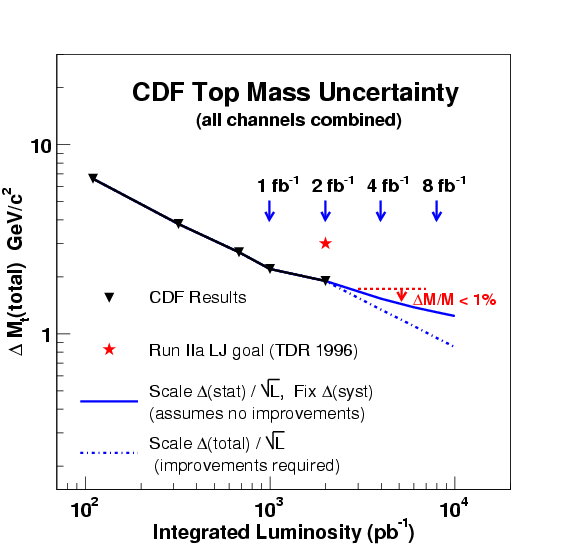 CDF Top Mass Uncertainty
(all channels combined)
10
1 fb⁻¹ 2 fb⁻¹ 4 fb⁻¹ 8 fb⁻¹
Δ Mₜ(total) GeV/c²
CDF Results
ΔM/M < 1%
1
Run IIa LJ goal (TDR 1996)
Scale Δ(stat) / √L, Fix Δ(syst)
(assumes no improvements)
Scale Δ(total) / √L
(improvements required)
10² 10³ 10⁴
Integrated Luminosity (pb⁻¹)